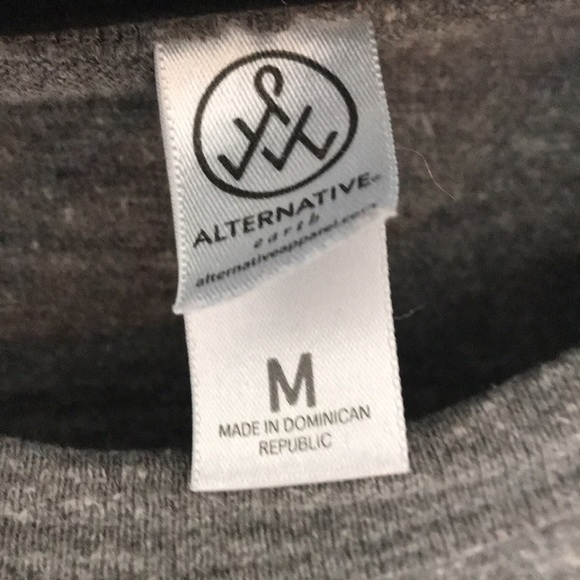 ALTERNATIVE
earth
alternativeapparel.com
M
MADE IN DOMINICAN
REPUBLIC